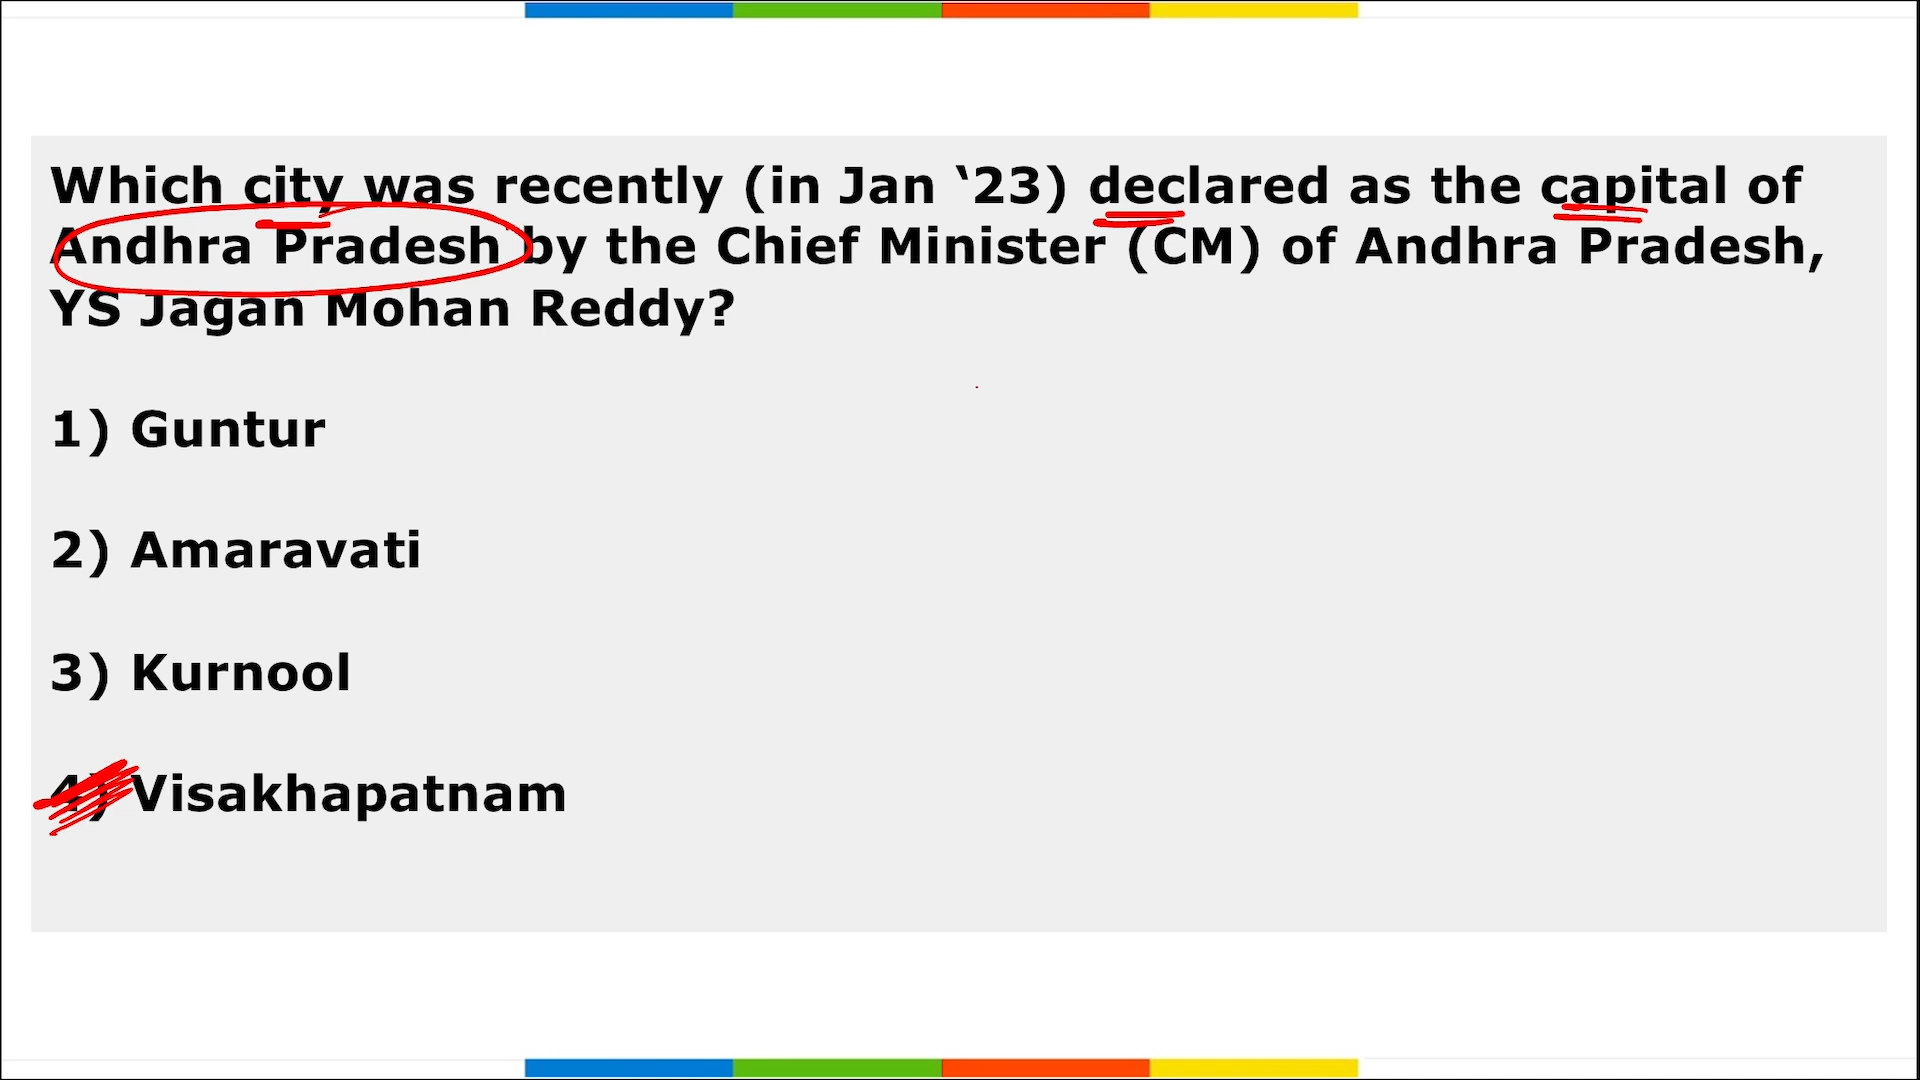 Which city was recently (in Jan ‘23) declared as the capital of
Andhra Pradesh by the Chief Minister (CM) of Andhra Pradesh,
YS Jagan Mohan Reddy?
1) Guntur
2) Amaravati
3) Kurnool
4) Visakhapatnam